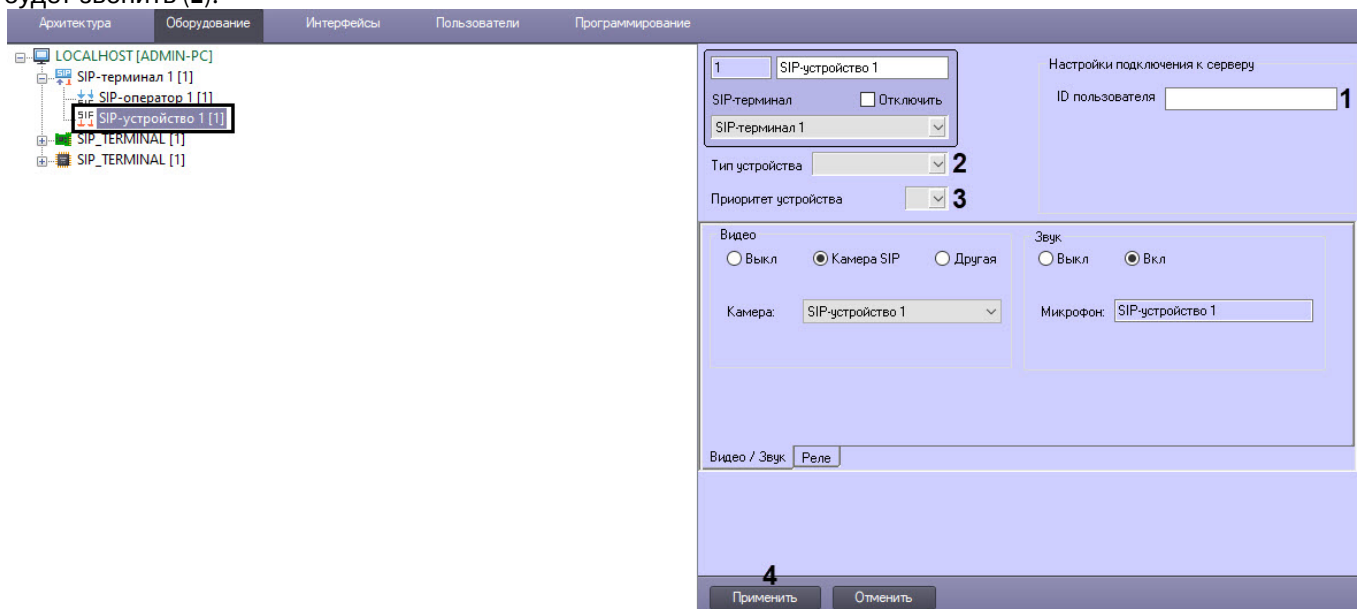 будет звонить (2).
Архитектура Оборудование Интерфейсы Пользователи Программирование
LOCALHOST [ADMIN-PC]
SIP-терминал 1 [1]
SIP-оператор 1 [1]
SIP-устройство 1 [1]
SIP_TERMINAL [1]
SIP_TERMINAL [1]
1 SIP-устройство 1
SIP-терминал Отключить
SIP-терминал 1
Тип устройства 2
Приоритет устройства 3
Настройки подключения к серверу
ID пользователя 1
Видео
Выкл Камера SIP Другая
Камера: SIP-устройство 1
Звук
Выкл Вкл
Микрофон: SIP-устройство 1
Видео / Звук Реле
4
Применить Отменить